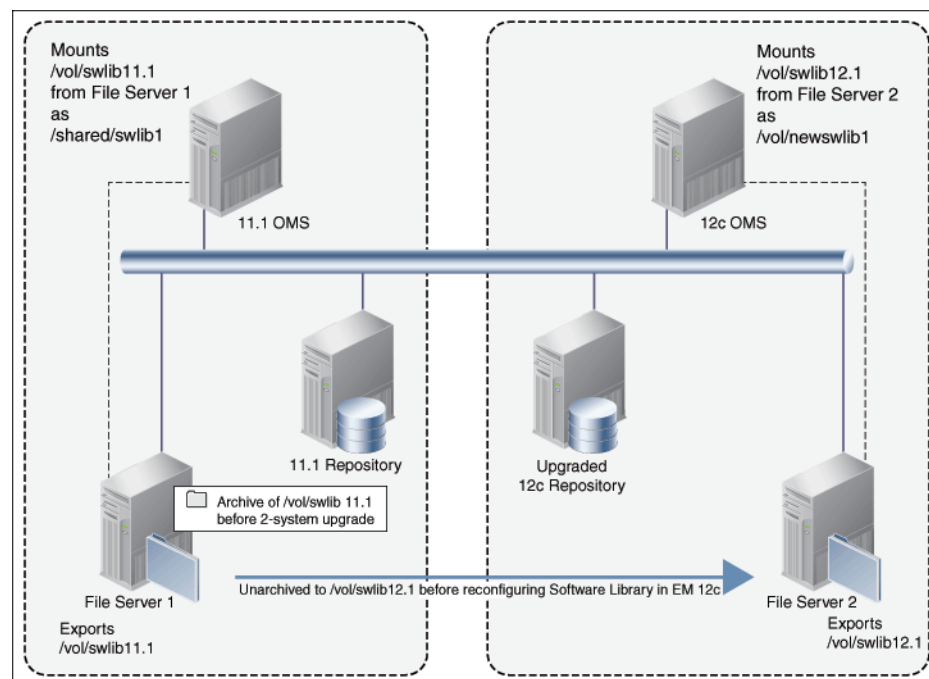 Mounts
/vol/swlib11.1
from File Server 1
as
/shared/swlib1
11.1 OMS
Mounts
/vol/swlib12.1
from File Server 2
as
/vol/newswlib1
12c OMS
11.1 Repository
Upgraded
12c Repository
Archive of /vol/swlib 11.1
before 2-system upgrade
Unarchived to /vol/swlib12.1 before reconfiguring Software Library in EM 12c
File Server 1
Exports
/vol/swlib11.1
File Server 2
Exports
/vol/swlib12.1